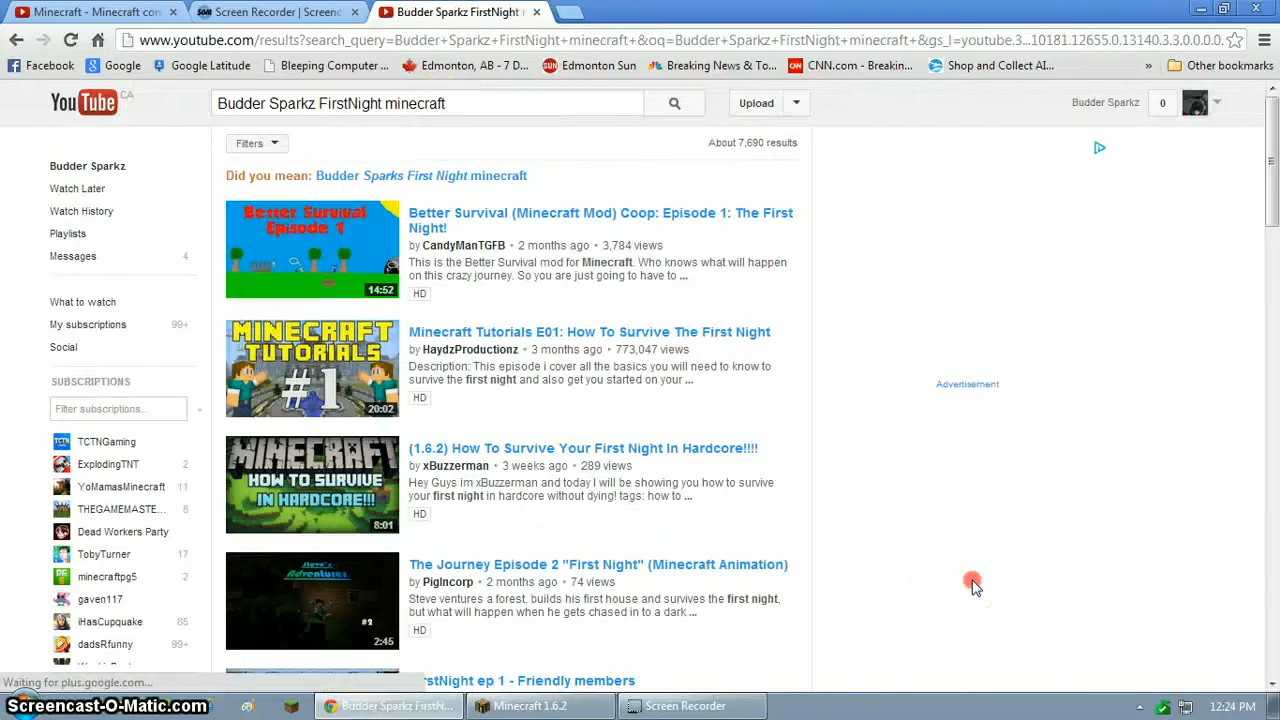 Minecraft - Minecraft con
Screen Recorder | Screenc
Budder Sparkz FirstNight
www.youtube.com/results?search_query=Budder+Sparkz+FirstNight+minecraft+&oq=Budder+Sparkz+FirstNight+minecraft+&gs_l=youtube.3...10181.12655.0.13140.3.3.0.0.0.0.
Facebook Google Google Latitude Bleeping Computer ... Edmonton, AB - 7 D... Edmonton Sun Breaking News & To... CNN.com - Breakin... Shop and Collect AI... » Other bookmarks
YouTube CA
Budder Sparkz FirstNight minecraft
Upload
Budder Sparkz 0
Filters
About 7,690 results
Budder Sparkz
Watch Later
Watch History
Playlists
Messages 4
What to watch
My subscriptions 99+
Social
SUBSCRIPTIONS
Filter subscriptions...
TCTNGaming
ExplodingTNT 2
YoMamasMinecraft 11
THEGAMEMASTE... 8
Dead Workers Party
TobyTurner 17
minecraftpg5 2
gaven117
iHasCupquake 85
dadsRfunny 99+
Did you mean: Budder Sparks First Night minecraft
Better Survival
Episode 1
14:52
Better Survival (Minecraft Mod) Coop: Episode 1: The First
Night!
by CandyManTGFB • 2 months ago • 3,784 views
This is the Better Survival mod for Minecraft. Who knows what will happen
on this crazy journey. So you are just going to have to ...
HD
MINECRAFT
TUTORIALS
#1
20:02
Minecraft Tutorials E01: How To Survive The First Night
by HaydzProductionz • 3 months ago • 773,047 views
Description: This episode i cover all the basics you will need to know to
survive the first night and also get you started on your ...
HD
MINECRAFT
HOW TO SURVIVE
IN HARDCORE!!!
8:01
(1.6.2) How To Survive Your First Night In Hardcore!!!!
by xBuzzerman • 3 weeks ago • 289 views
Hey Guys im xBuzzerman and today I will be showing you how to survive
your first night in hardcore without dying! tags: how to ...
HD
Steve's
Adventures
#2
2:45
The Journey Episode 2 "First Night" (Minecraft Animation)
by PigIncorp • 2 months ago • 74 views
Steve ventures a forest, builds his first house and survives the first night,
but what will happen when he gets chased in to a dark ...
HD
rstNight ep 1 - Friendly members
Advertisement
Waiting for plus.google.com...
Screencast-O-Matic.com
Budder Sparkz FirstN...
Minecraft 1.6.2
Screen Recorder
12:24 PM